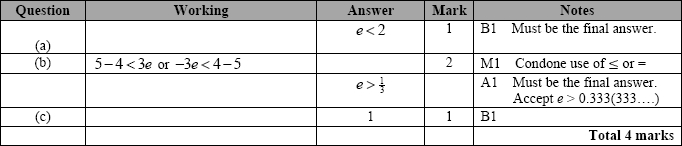 Question Working Answer Mark Notes
(a) e < 2 1 B1 Must be the final answer.
(b) 5 – 4 < 3e or –3e < 4 – 5 2 M1 Condone use of ≤ or =
e > 1/3 A1 Must be the final answer.
Accept e > 0.333(333….)
(c) 1 1 B1
Total 4 marks